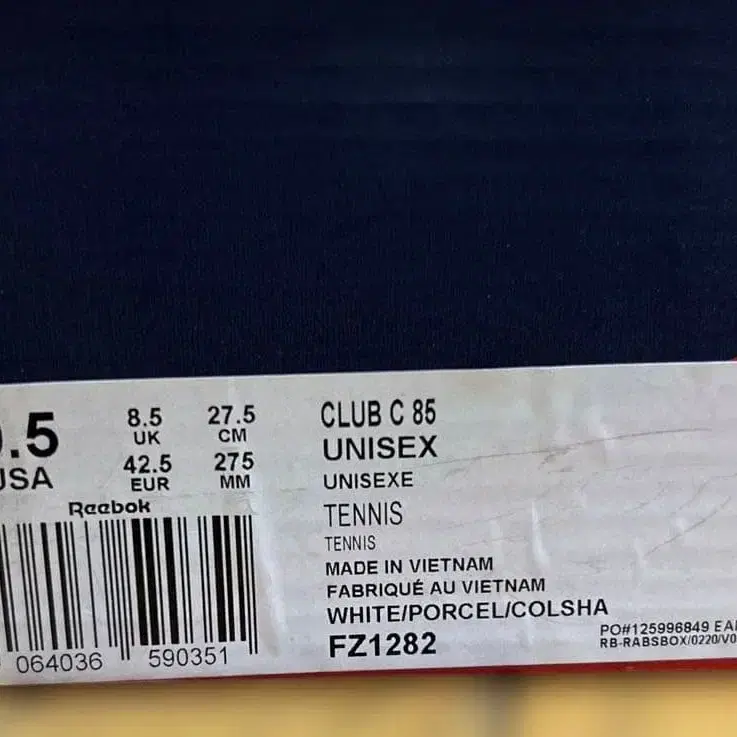 .5 8.5 27.5
USA UK CM
42.5 275
EUR MM
Reebok
064036 590351
CLUB C 85
UNISEX
UNISEXE
TENNIS
TENNIS
MADE IN VIETNAM
FABRIQUÉ AU VIETNAM
WHITE/PORCEL/COLSHA
FZ1282
PO#125996849 EA
RB-RABSBOX/0220/V0